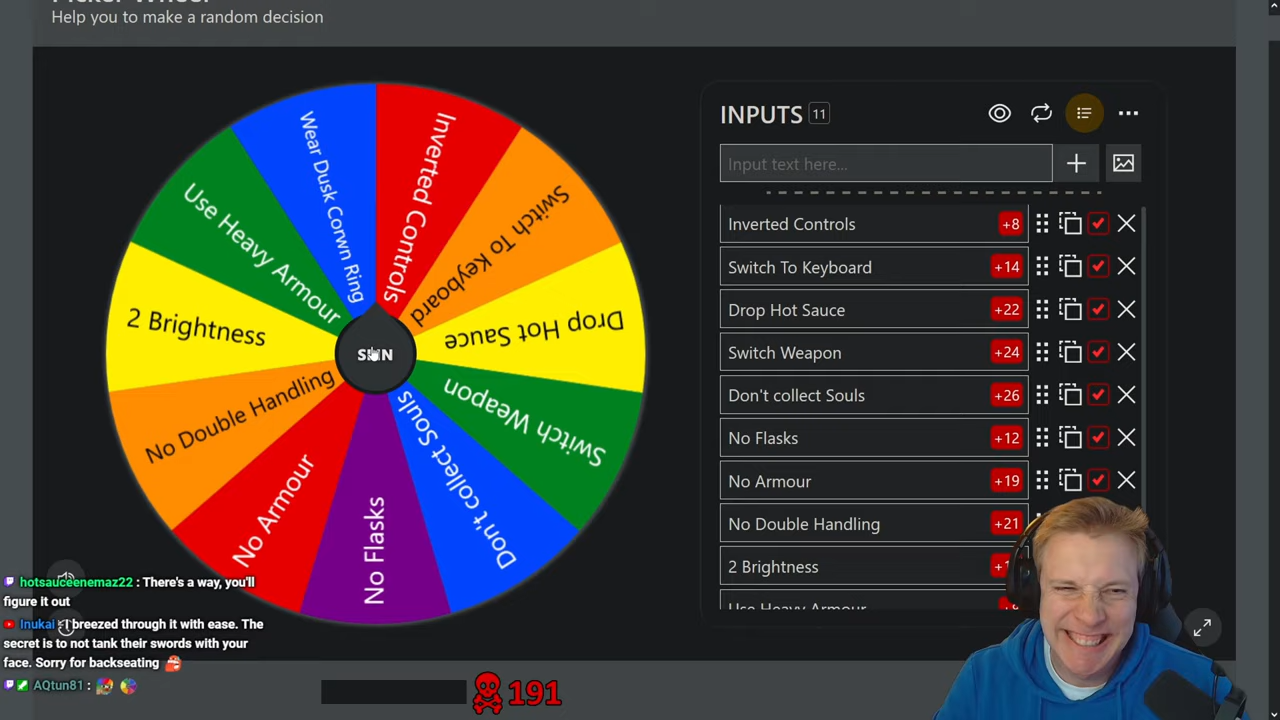 Help you to make a random decision
Wear Dusk Corwn Ring
Inverted Controls
Switch To Keyboard
Drop Hot Sauce
Switch Weapon
Don't collect Souls
No Flasks
No Armour
No Double Handling
2 Brightness
Use Heavy Armour
INPUTS 11
Input text here...
Inverted Controls +8
Switch To Keyboard +14
Drop Hot Sauce +22
Switch Weapon +24
Don't collect Souls +26
No Flasks +12
No Armour +19
No Double Handling +21
2 Brightness
Use Heavy Armour
hotsauceenemaz22 : There's a way, you'll
figure it out
Inukai : I breezed through it with ease. The
secret is to not tank their swords with your
face. Sorry for backseating
AQtun81 :
191